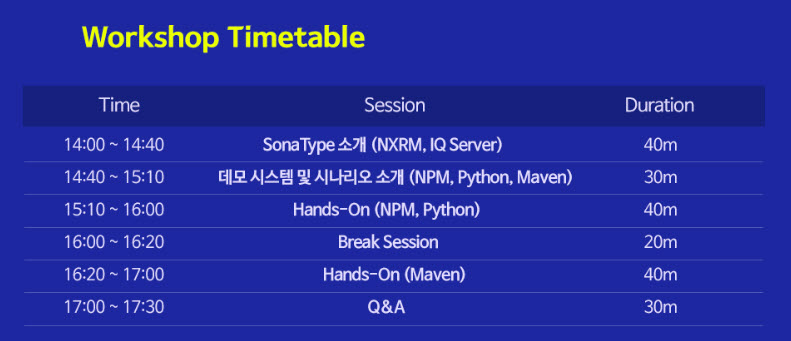 Workshop Timetable
Time Session Duration
14:00 ~ 14:40 SonaType 소개 (NXRM, IQ Server) 40m
14:40 ~ 15:10 데모 시스템 및 시나리오 소개 (NPM, Python, Maven) 30m
15:10 ~ 16:00 Hands-On (NPM, Python) 40m
16:00 ~ 16:20 Break Session 20m
16:20 ~ 17:00 Hands-On (Maven) 40m
17:00 ~ 17:30 Q&A 30m